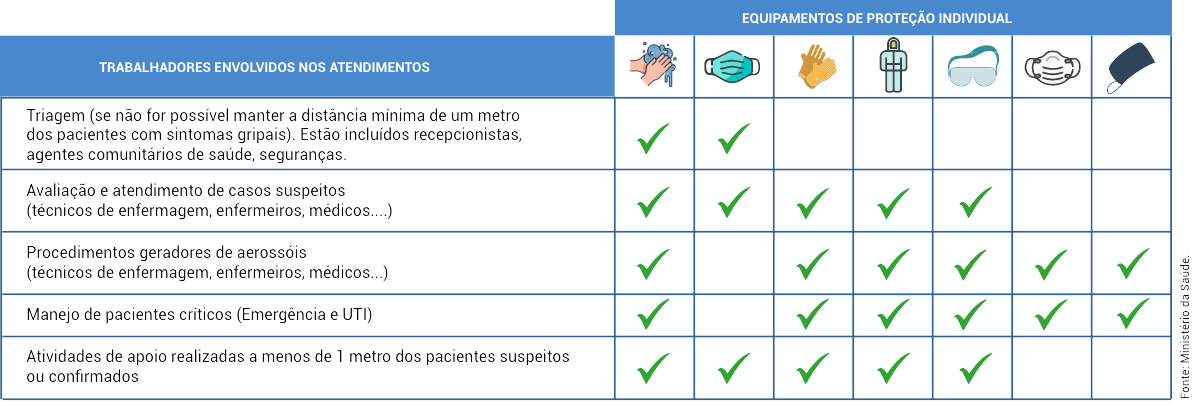 EQUIPAMENTOS DE PROTEÇÃO INDIVIDUAL
TRABALHADORES ENVOLVIDOS NOS ATENDIMENTOS
Triagem (se não for possível manter a distância mínima de um metro
dos pacientes com sintomas gripais). Estão incluídos recepcionistas,
agentes comunitários de saúde, seguranças.
Avaliação e atendimento de casos suspeitos
(técnicos de enfermagem, enfermeiros, médicos....)
Procedimentos geradores de aerossóis
(técnicos de enfermagem, enfermeiros, médicos...)
Manejo de pacientes críticos (Emergência e UTI)
Atividades de apoio realizadas a menos de 1 metro dos pacientes suspeitos
ou confirmados
Fonte: Ministério da Saúde.